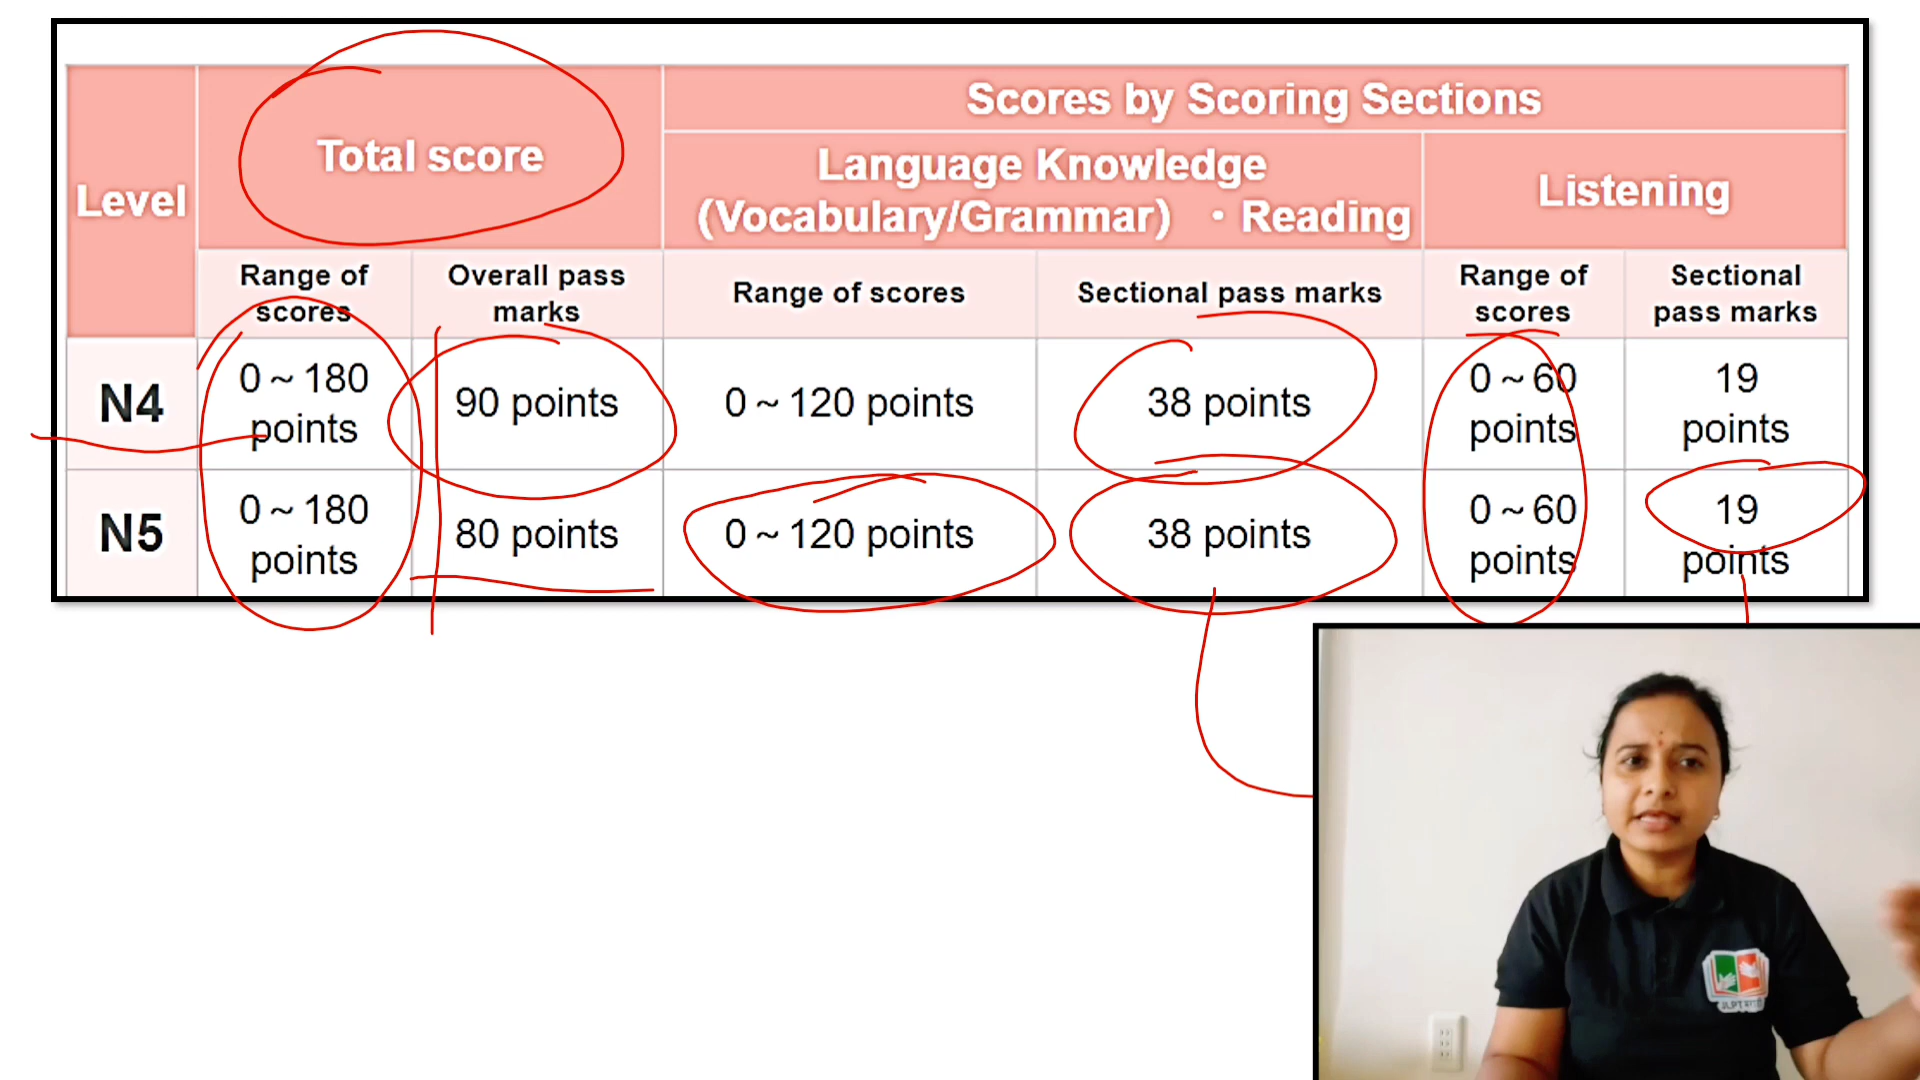 Level
Total score
Scores by Scoring Sections
Language Knowledge
(Vocabulary/Grammar) ・Reading
Listening
Range of
scores
Overall pass
marks
Range of scores
Sectional pass marks
Range of
scores
Sectional
pass marks
N4
0～180
points
90 points
0～120 points
38 points
0～60
points
19
points
N5
0～180
points
80 points
0～120 points
38 points
0～60
points
19
points